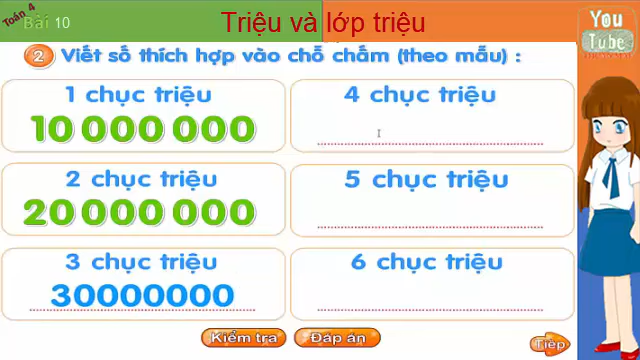 Toán 4
Bài 10
Triệu và lớp triệu
You
Tube
2 Viết số thích hợp vào chỗ chấm (theo mẫu) :
1 chục triệu
10 000 000
4 chục triệu
2 chục triệu
20 000 000
5 chục triệu
3 chục triệu
30000000
6 chục triệu
Kiểm tra
Đáp án
Tiếp